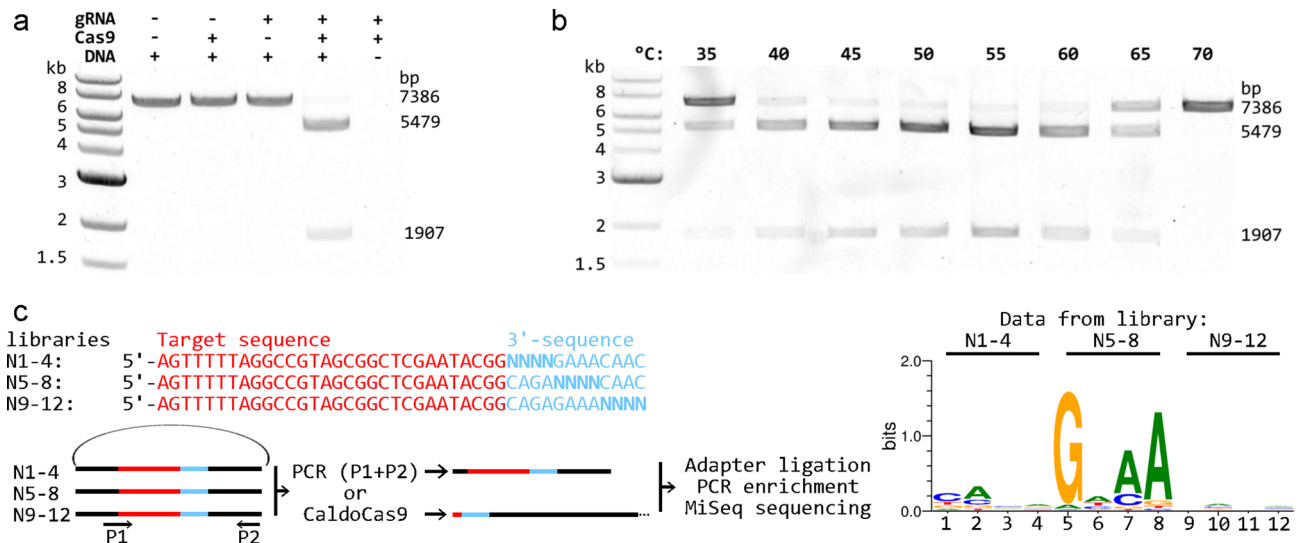 a
gRNA - - + + +
Cas9 - + - + +
DNA + + + + -
kb
8
6
5
4
3
2
1.5
bp
7386
5479
1907
b
°C: 35 40 45 50 55 60 65 70
kb
8
6
5
4
3
2
1.5
bp
7386
5479
1907
c
libraries Target sequence 3'-sequence
N1-4: 5'-AGTTTTTAGGCCGTAGCGGCTCGAATACGGNNNNGAAACAAC
N5-8: 5'-AGTTTTTAGGCCGTAGCGGCTCGAATACGGCAGANNNNCAAC
N9-12: 5'-AGTTTTTAGGCCGTAGCGGCTCGAATACGGCAGAGAAANNNN
N1-4
N5-8
N9-12
P1 P2
PCR (P1+P2)
or
CaldoCas9
Adapter ligation
PCR enrichment
MiSeq sequencing
Data from library:
N1-4 N5-8 N9-12
2.0
1.0
0.0
bits
C A G A A C A
1 2 3 4 5 6 7 8 9 10 11 12